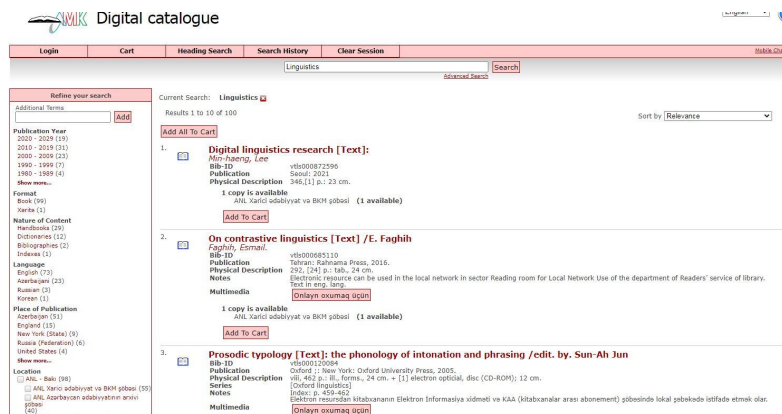 AMK Digital catalogue
English
Login Cart Heading Search Search History Clear Session
Mobile
Linguistics Search
Advanced Search
Refine your search
Additional Terms
Add
Publication Year
2020 - 2029 (19)
2010 - 2019 (31)
2000 - 2009 (23)
1990 - 1999 (7)
1980 - 1989 (4)
Show more...
Format
Book (99)
Xerite (1)
Nature of Content
Handbooks (29)
Dictionaries (12)
Bibliographies (2)
Indexes (1)
Language
English (73)
Azerbaijani (23)
Russian (3)
Korean (1)
Place of Publication
Azerbaijan (51)
England (15)
New York (State) (9)
Russia (Federation) (6)
United States (4)
Show more...
Location
ANL - Bakı (98)
ANL Xarici ədəbiyyat və BKM şöbəsi (55)
ANL Azərbaycan ədəbiyyatının arxivi şöbəsi
(40)
Current Search: Linguistics
Results 1 to 10 of 100
Sort by Relevance
Add All To Cart
1. Digital linguistics research [Text]:
Min-haeng, Lee
Bib-ID vtls000872596
Publication Seoul: 2021
Physical Description 346,[1] p.: 23 cm.
1 copy is available
ANL Xarici ədəbiyyat və BKM şöbəsi (1 available)
Add To Cart
2. On contrastive linguistics [Text] /E. Faghih
Faghih, Esmail.
Bib-ID vtls000685110
Publication Tehran: Rahnama Press, 2016.
Physical Description 292, [24] p.: tab., 24 cm.
Notes Electronic resource can be used in the local network in sector Reading room for Local Network Use of the department of Readers' service of library.
Text in eng. lang.
Multimedia Onlayn oxumaq üçün
1 copy is available
ANL Xarici ədəbiyyat və BKM şöbəsi (1 available)
Add To Cart
3. Prosodic typology [Text]: the phonology of intonation and phrasing /edit. by. Sun-Ah Jun
Bib-ID vtls000120084
Publication Oxford ;: New York: Oxford University Press, 2005.
Physical Description viii, 462 p.: ill., forms., 24 cm. + [1] electron opticial, disc (CD-ROM); 12 cm.
Series [Oxford linguistics]
Notes Index: p. 459-462
Elektron resursdan kitabxananın Elektron İnformasiya xidməti və KAA (kitabxanalar arası abonement) şöbəsində lokal şəbəkədə istifadə etmək olar.
Multimedia Onlayn oxumaq üçün